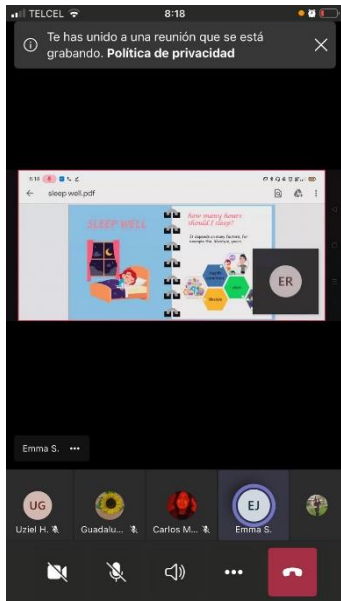 TELCEL 8:18
Te has unido a una reunión que se está
grabando. Política de privacidad
sleep well.pdf
SLEEP WELL
how many hours
should I sleep?
It depends on many factors, for
example the lifestyle,
lifestyle
ER
Emma S.
UG
EJ
Uziel H.
Guadalu...
Carlos M...
Emma S.